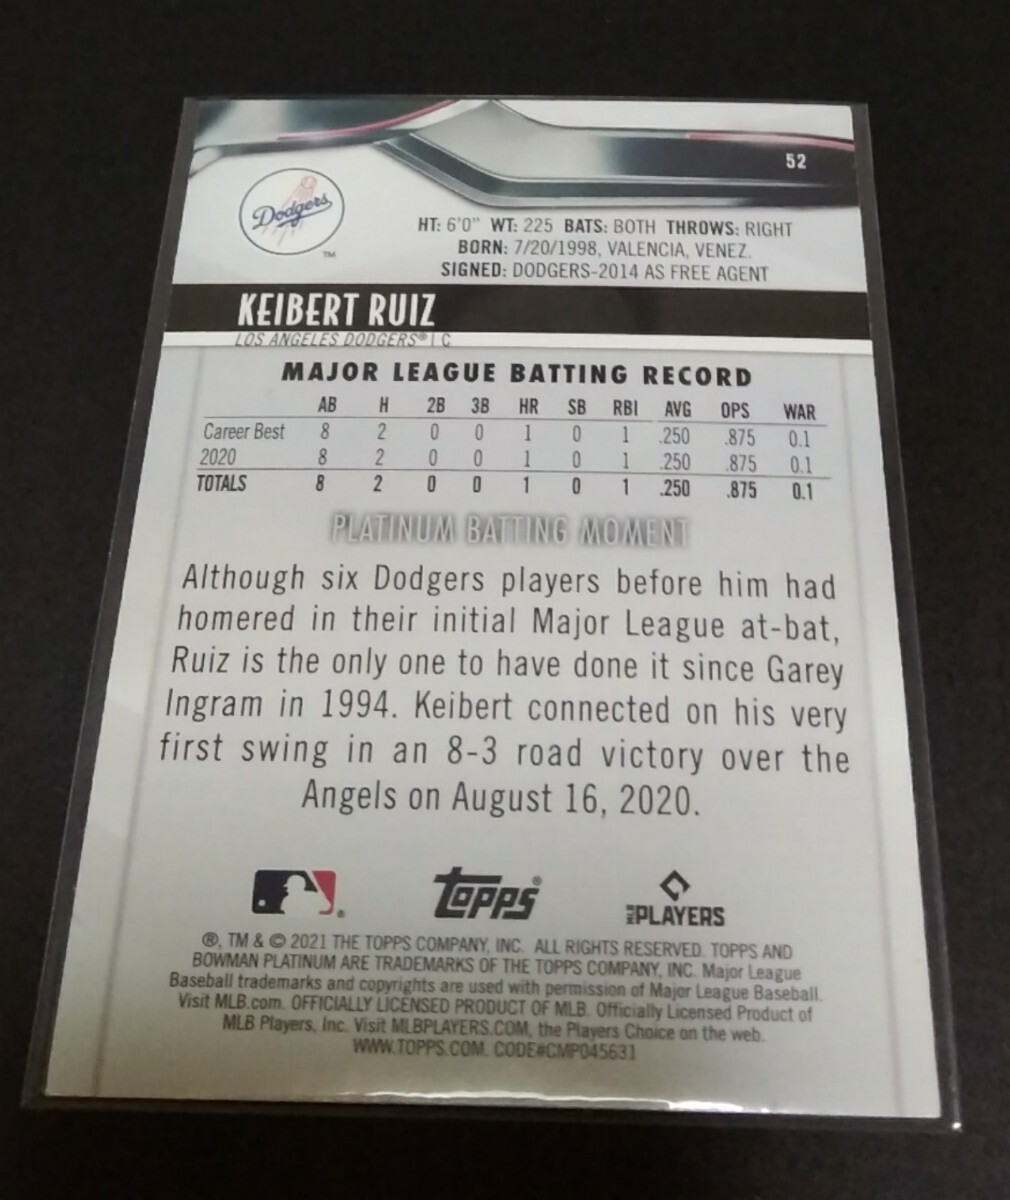 52
Dodgers
TM
HT: 6'0" WT: 225 BATS: BOTH THROWS: RIGHT
BORN: 7/20/1998, VALENCIA, VENEZ.
SIGNED: DODGERS-2014 AS FREE AGENT
KEIBERT RUIZ
LOS ANGELES DODGERS® | C
MAJOR LEAGUE BATTING RECORD
AB H 2B 3B HR SB RBI AVG OPS WAR
Career Best 8 2 0 0 1 0 1 .250 .875 0.1
2020 8 2 0 0 1 0 1 .250 .875 0.1
TOTALS 8 2 0 0 1 0 1 .250 .875 0.1
PLATINUM BATTING MOMENT
Although six Dodgers players before him had
homered in their initial Major League at-bat,
Ruiz is the only one to have done it since Garey
Ingram in 1994. Keibert connected on his very
first swing in an 8-3 road victory over the
Angels on August 16, 2020.
Topps®
MLB PLAYERS
®, TM & © 2021 THE TOPPS COMPANY, INC. ALL RIGHTS RESERVED. TOPPS AND
BOWMAN PLATINUM ARE TRADEMARKS OF THE TOPPS COMPANY, INC. Major League
Baseball trademarks and copyrights are used with permission of Major League Baseball.
Visit MLB.com. OFFICIALLY LICENSED PRODUCT OF MLB. Officially Licensed Product of
MLB Players, Inc. Visit MLBPLAYERS.COM, the Players Choice on the web.
WWW.TOPPS.COM. CODE#CMP045631